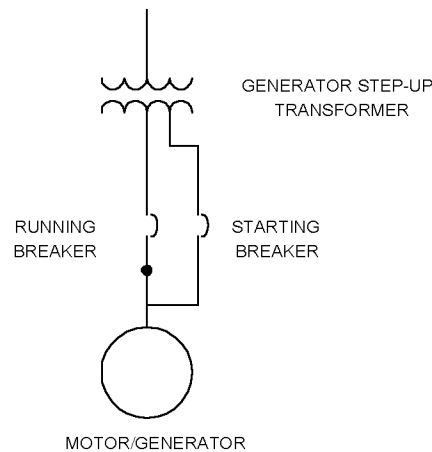 GENERATOR STEP-UP
TRANSFORMER
RUNNING
BREAKER
STARTING
BREAKER
MOTOR/GENERATOR